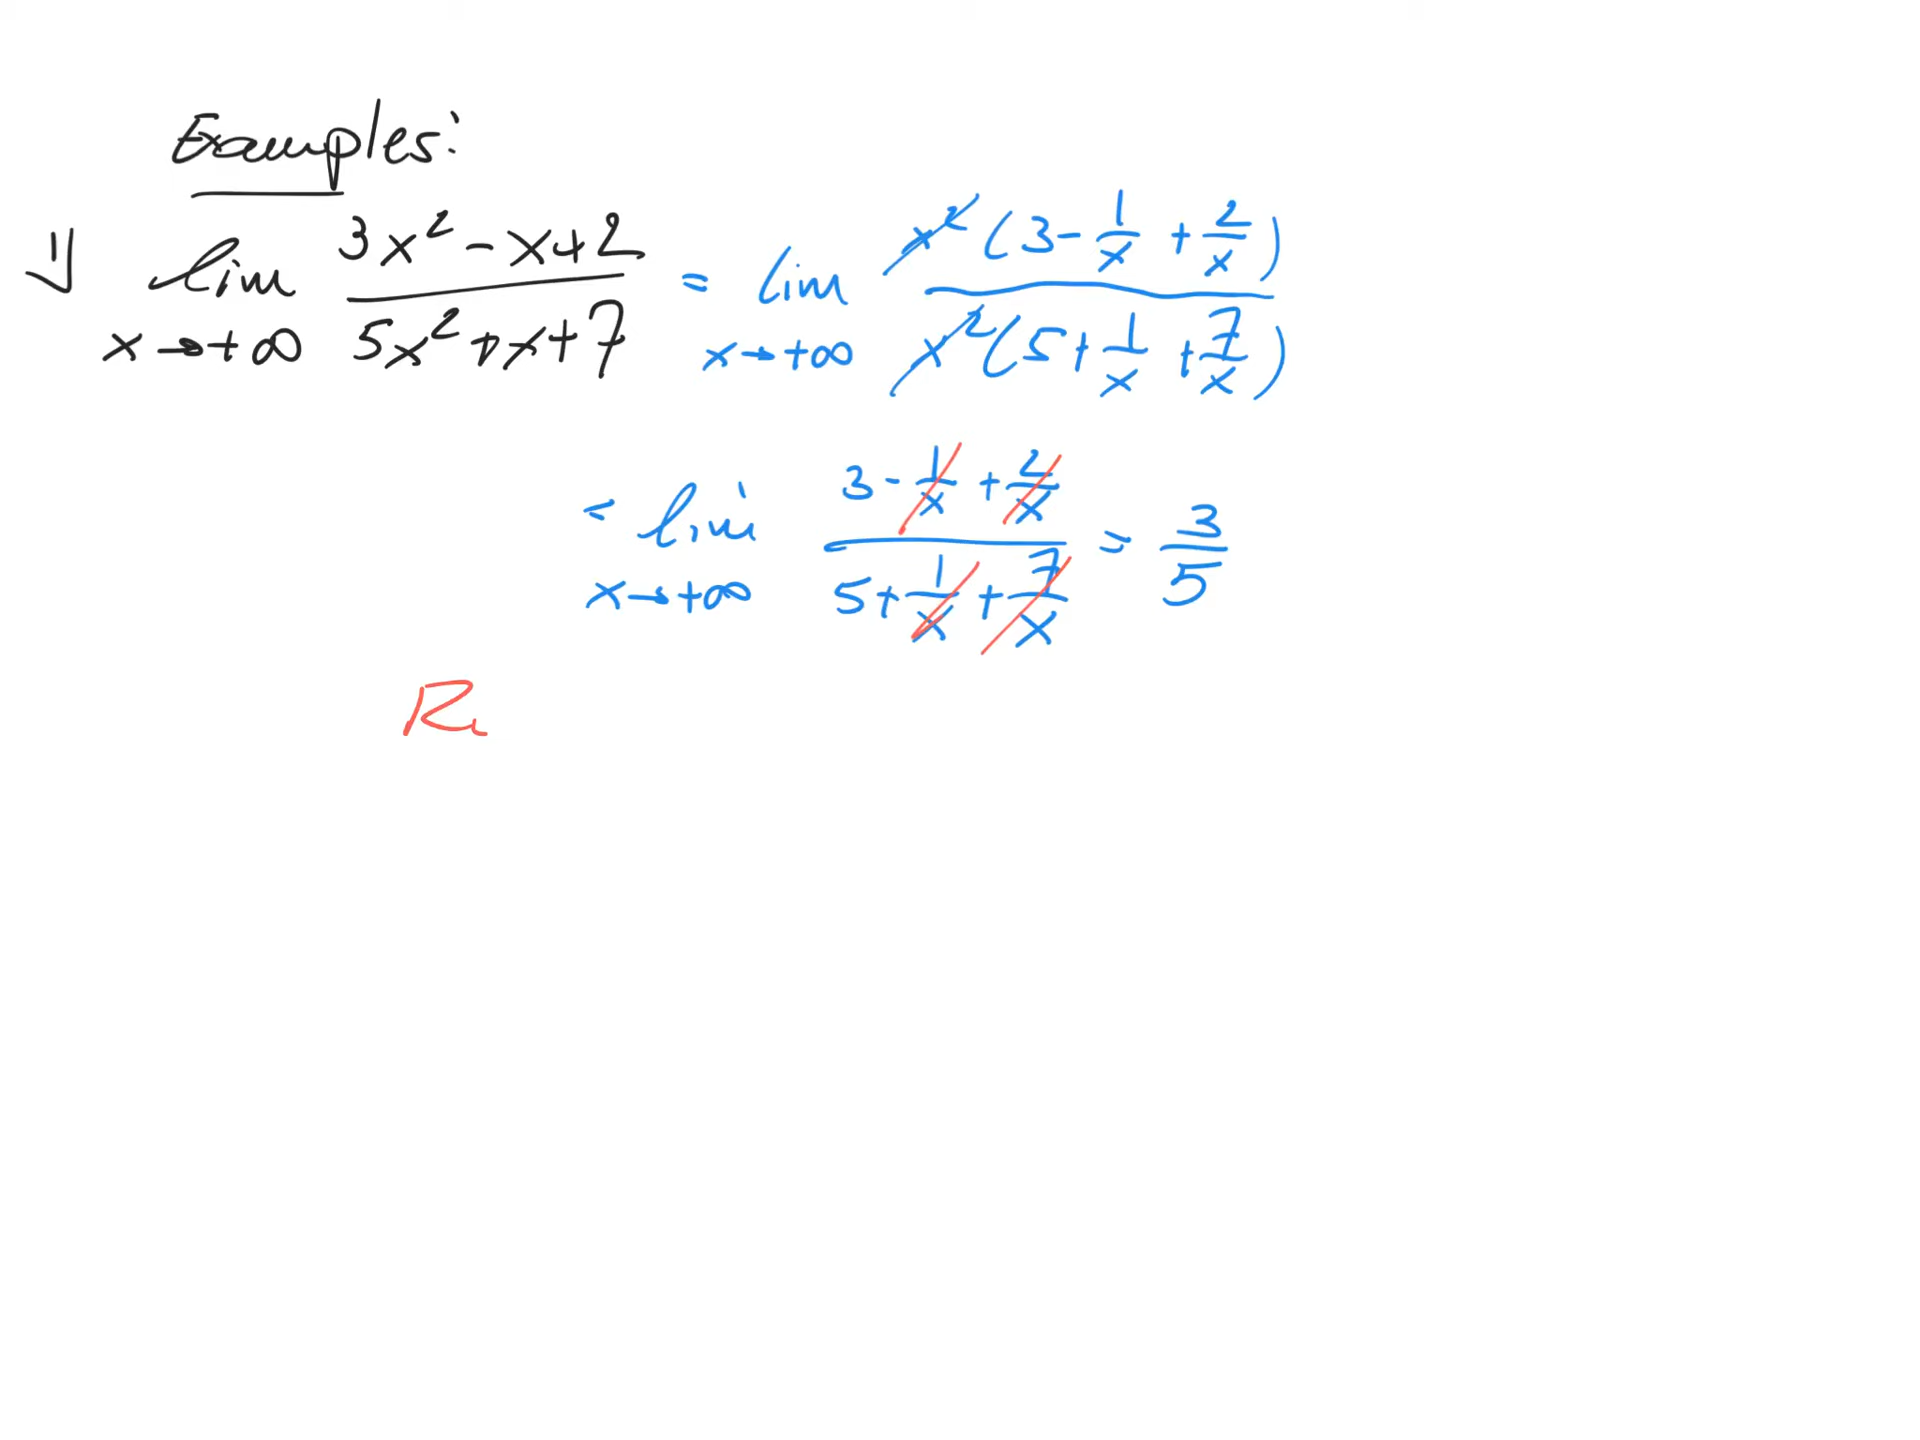 Examples:
1) lim x→+∞ (3x² - x + 2)/(5x² + x + 7) = lim x→+∞ x²(3 - 1/x + 2/x)/x²(5 + 1/x + 7/x)
= lim x→+∞ (3 - 1/x + 2/x)/(5 + 1/x + 7/x) = 3/5